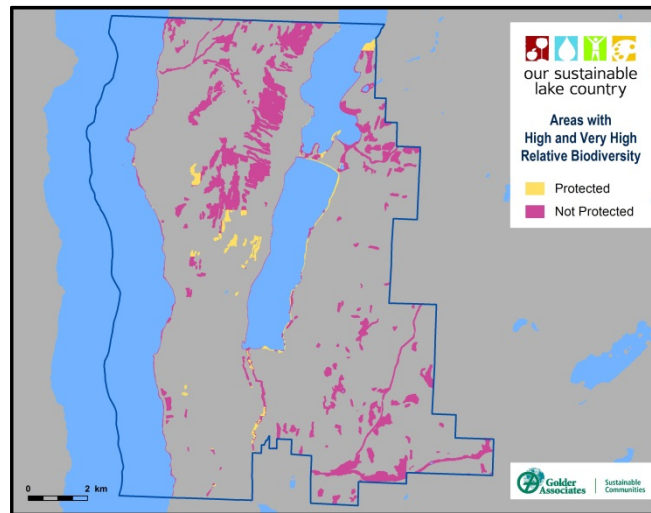 our sustainable
lake country
Areas with
High and Very High
Relative Biodiversity
Protected
Not Protected
0 2 km
Golder
Associates
Sustainable
Communities